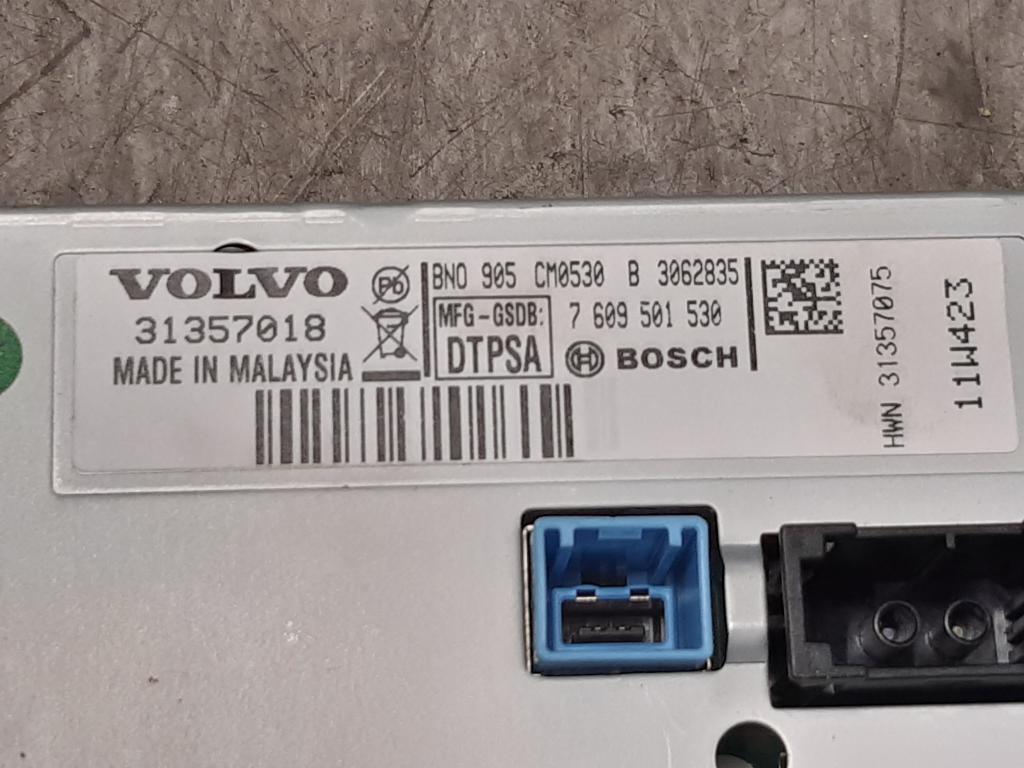 VOLVO
31357018
MADE IN MALAYSIA
Pb
BNO 905 CM0530 B 3062835
MFG-GSDB:
DTPSA
7 609 501 530
BOSCH
HWN 31357075
11W423